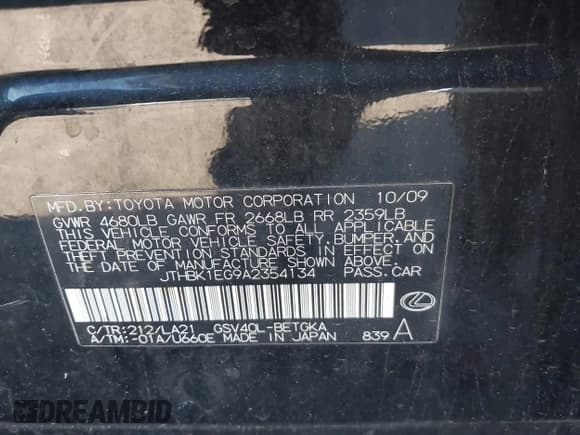 MFD.BY:TOYOTA MOTOR CORPORATION 10/09
GVWR 4680LB GAWR FR 2668LB RR 2359LB
THIS VEHICLE CONFORMS TO ALL APPLICABLE
FEDERAL MOTOR VEHICLE SAFETY, BUMPER, AND
THEFT PREVENTION STANDARDS IN EFFECT ON
THE DATE OF MANUFACTURE SHOWN ABOVE.
JTHBK1EG9A2354134 PASS.CAR
C/TR:212/LA21 GSV40L-BETGKA
A/TM:-01A/U660E MADE IN JAPAN 839 A
DREAMBID